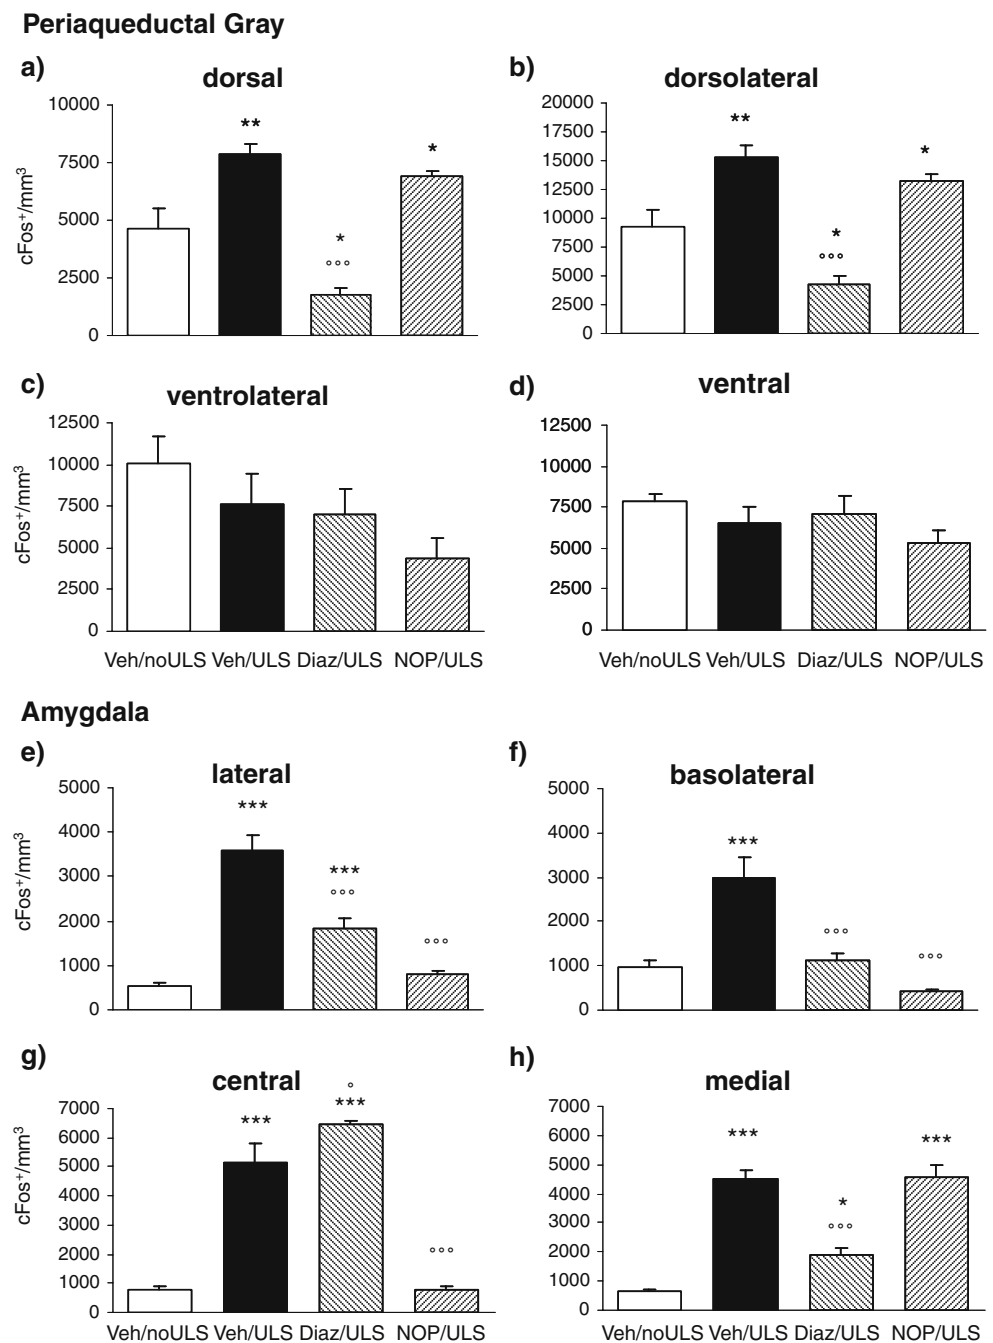 Periaqueductal Gray
a)
dorsal
cFos+/mm³
10000
7500
5000
2500
0
**
*
°°°
*
b)
dorsolateral
20000
17500
15000
12500
10000
7500
5000
2500
0
**
*
°°°
*
c)
ventrolateral
cFos+/mm³
12500
10000
7500
5000
2500
0
Veh/noULS Veh/ULS Diaz/ULS NOP/ULS
d)
ventral
12500
10000
7500
5000
2500
0
Veh/noULS Veh/ULS Diaz/ULS NOP/ULS
Amygdala
e)
lateral
cFos+/mm³
5000
4000
3000
2000
1000
0
***
***
°°°
°°°
f)
basolateral
5000
4000
3000
2000
1000
0
***
°°°
°°°
g)
central
cFos+/mm³
7000
6000
5000
4000
3000
2000
1000
0
***
°
***
°°°
Veh/noULS Veh/ULS Diaz/ULS NOP/ULS
h)
medial
7000
6000
5000
4000
3000
2000
1000
0
***
*
°°°
***
Veh/noULS Veh/ULS Diaz/ULS NOP/ULS